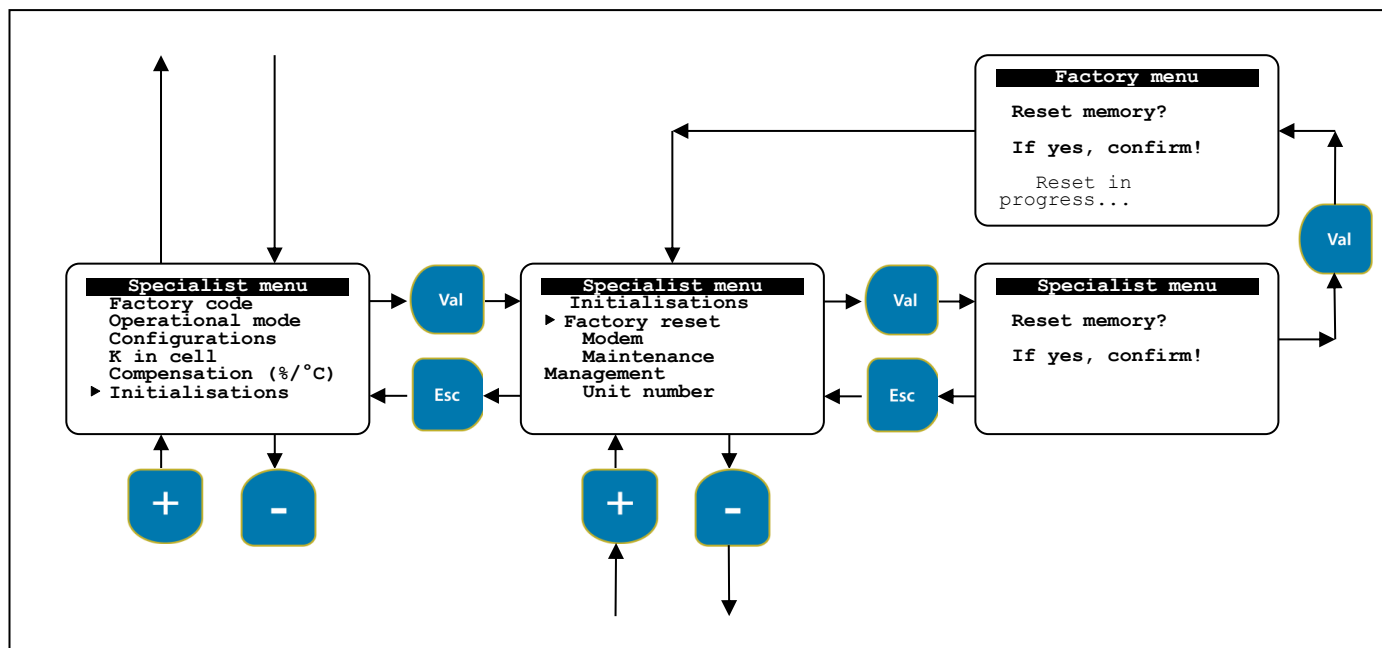 Factory menu
Reset memory?
If yes, confirm!
Reset in
progress...
Val
Specialist menu
Factory code
Operational mode
Configurations
K in cell
Compensation (%/°C)
Initialisations
Val
Esc
Specialist menu
Initialisations
Factory reset
Modem
Maintenance
Management
Unit number
Val
Esc
Specialist menu
Reset memory?
If yes, confirm!
+
-
+
-